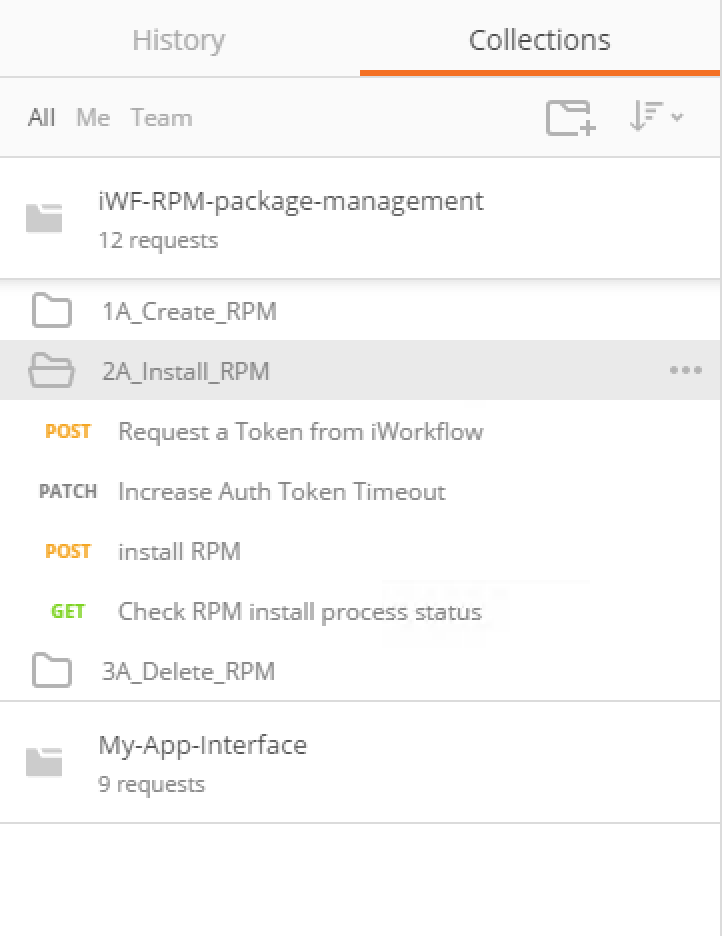 History Collections
All Me Team
iWF-RPM-package-management
12 requests
1A_Create_RPM
2A_Install_RPM
POST Request a Token from iWorkflow
PATCH Increase Auth Token Timeout
POST install RPM
GET Check RPM install process status
3A_Delete_RPM
My-App-Interface
9 requests